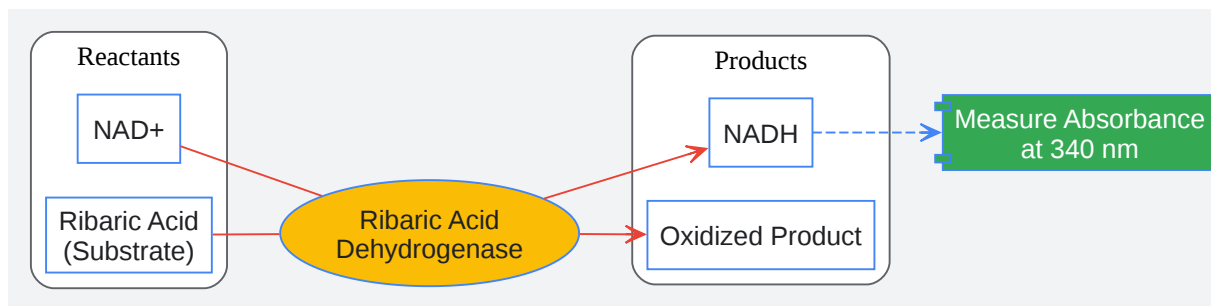 Reactants
NAD+
Ribaric Acid
(Substrate)
Ribaric Acid
Dehydrogenase
Products
NADH
Oxidized Product
Measure Absorbance
at 340 nm